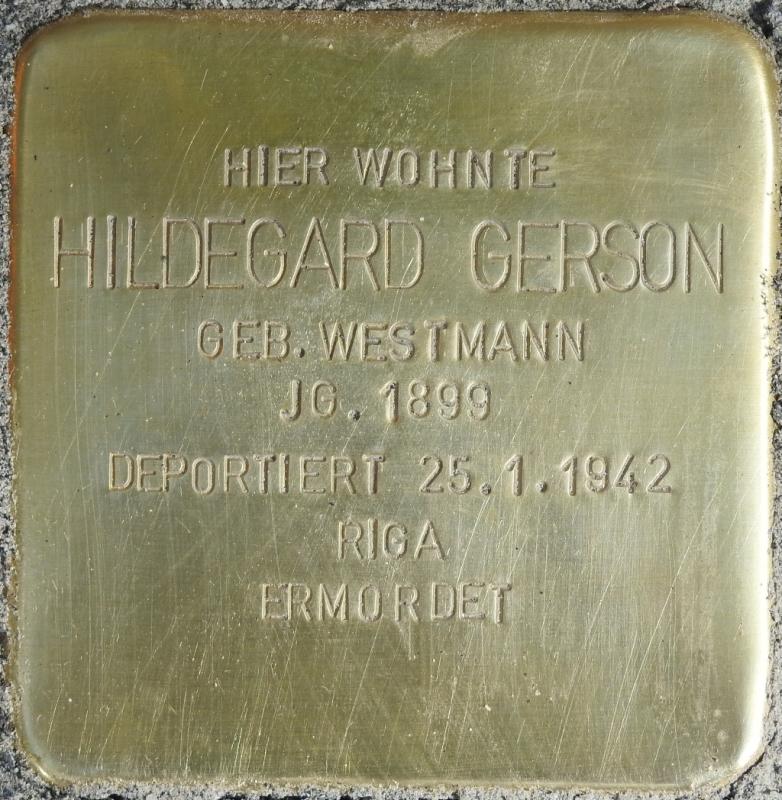 HIER WOHNTE
HILDEGARD GERSON
GEB. WESTMANN
JG. 1899
DEPORTIERT 25.1.1942
RIGA
ERMORDET